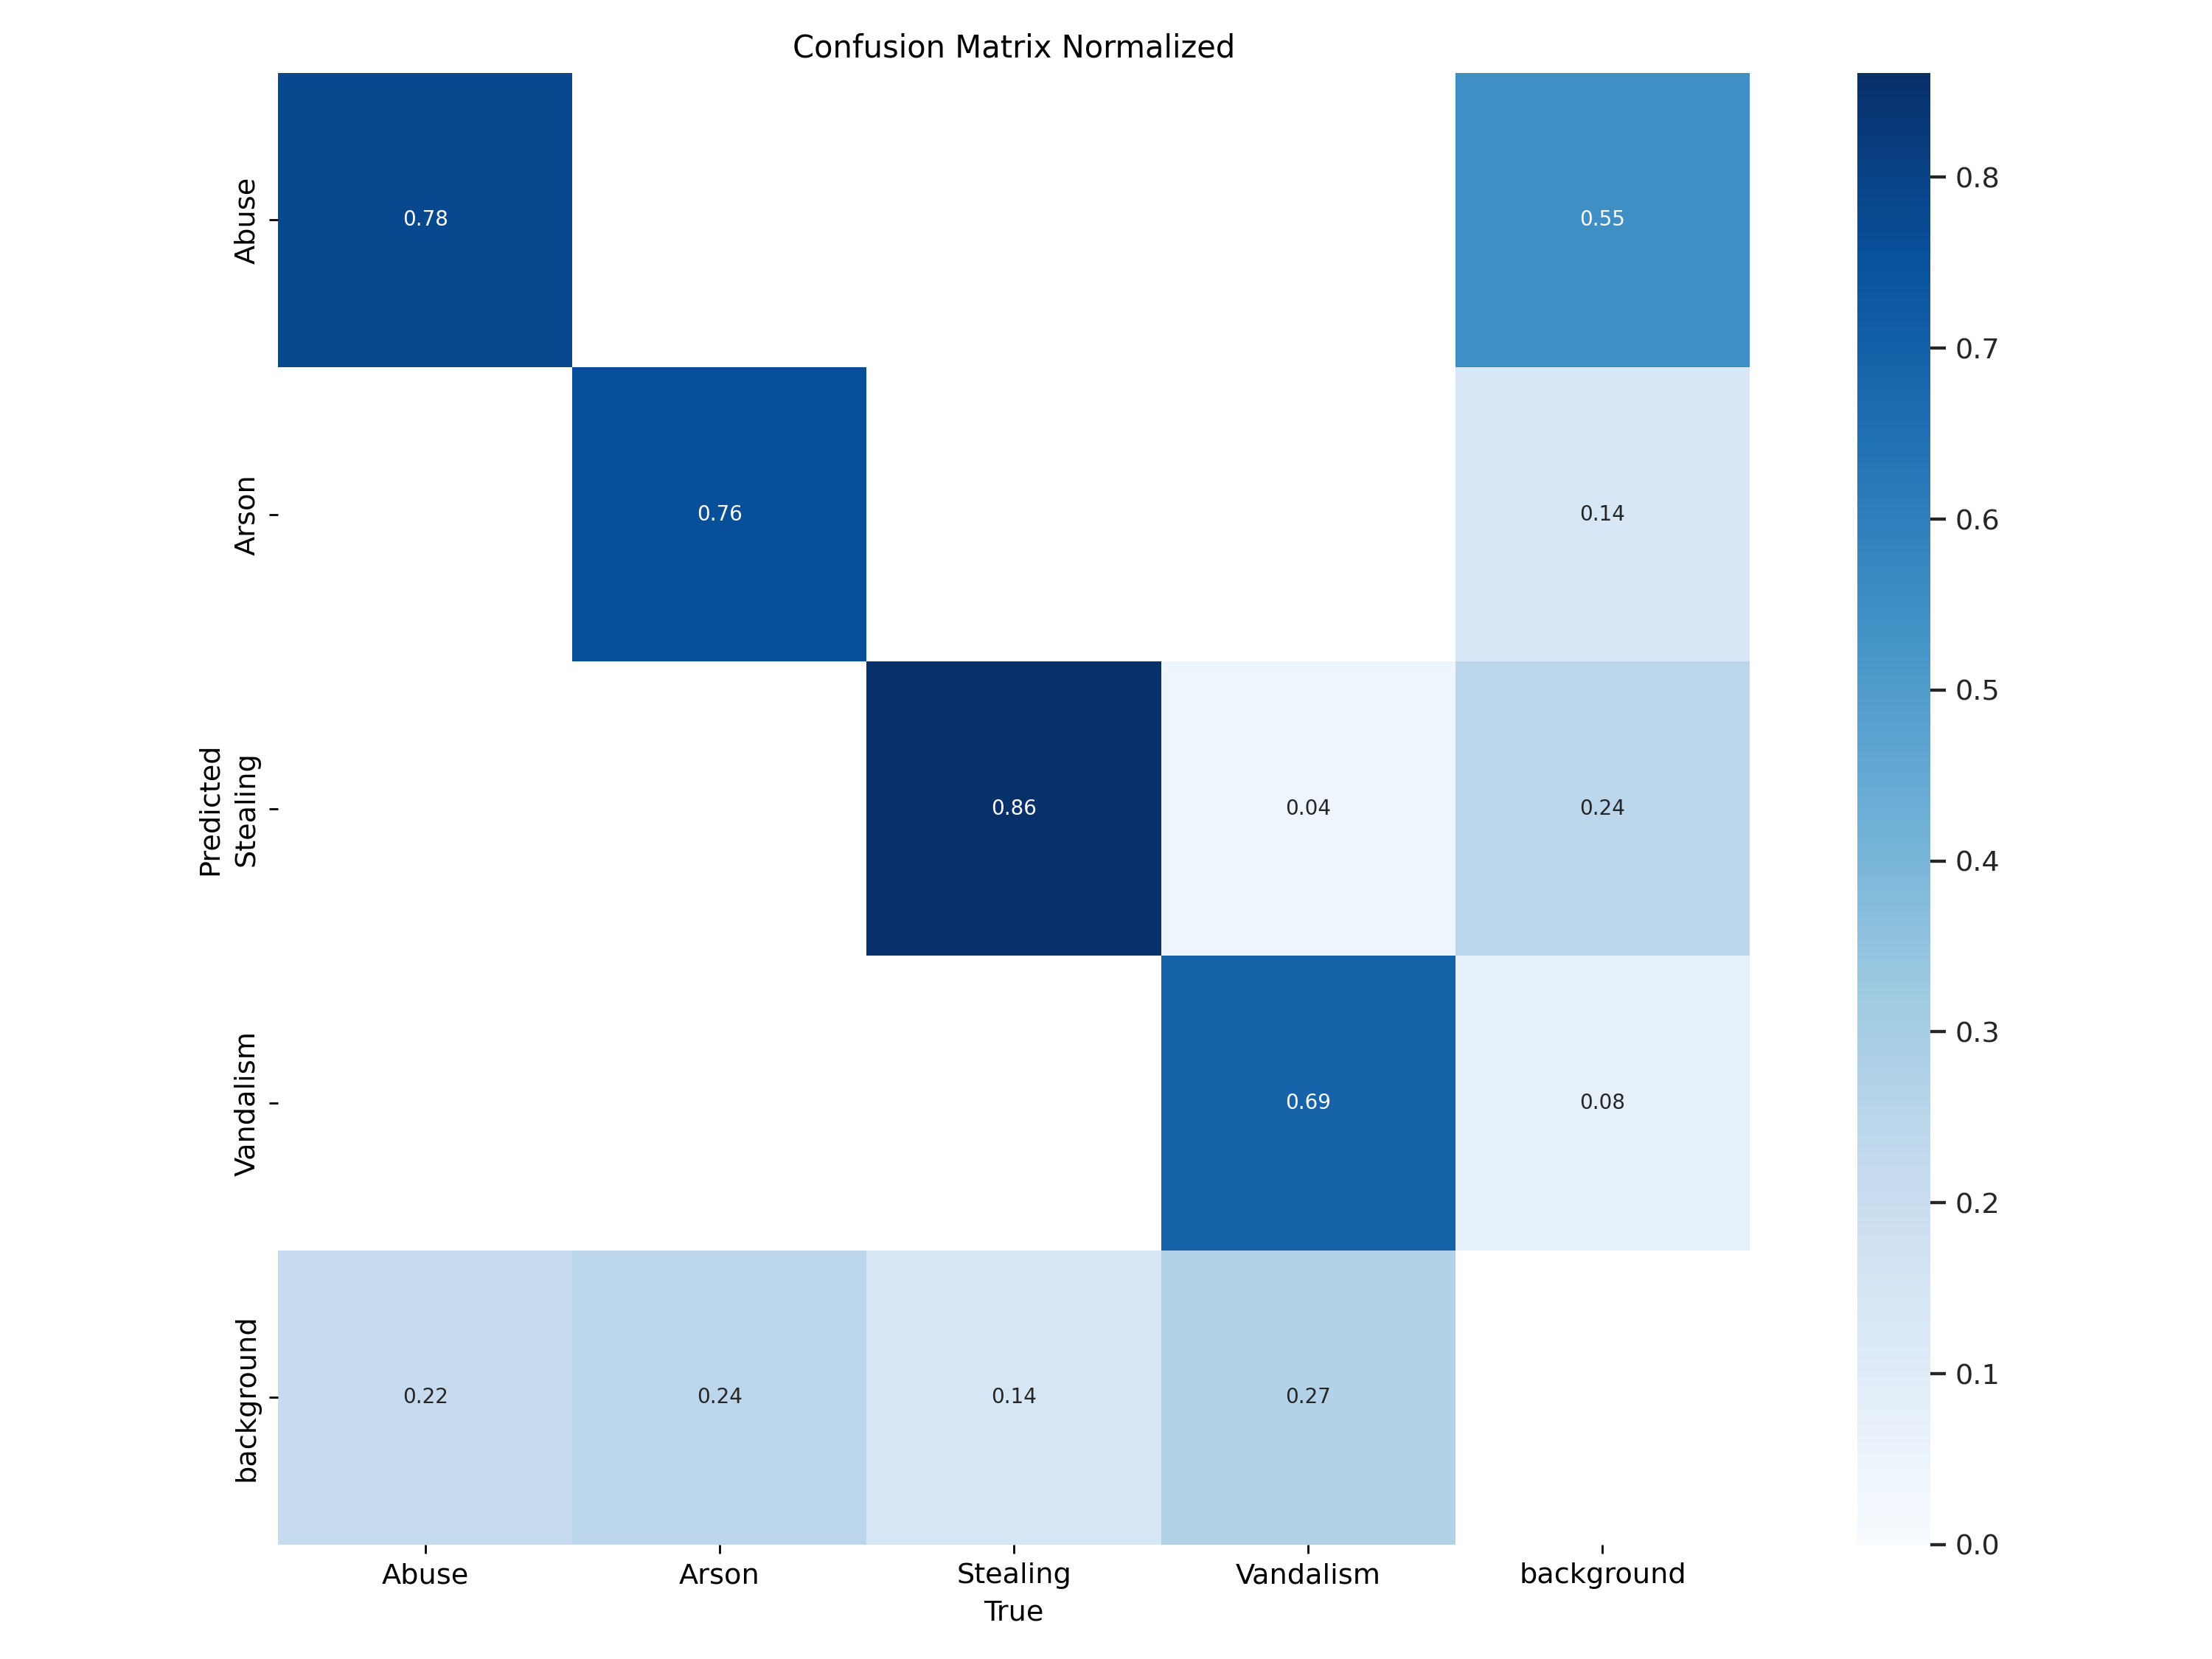 Confusion Matrix Normalized
Abuse
0.78
0.55
0.8
0.7
Arson
0.76
0.14
0.6
0.5
Predicted
Stealing
0.86
0.04
0.24
0.4
0.3
Vandalism
0.69
0.08
0.2
0.1
background
0.22
0.24
0.14
0.27
0.0
Abuse
Arson
Stealing
Vandalism
background
True